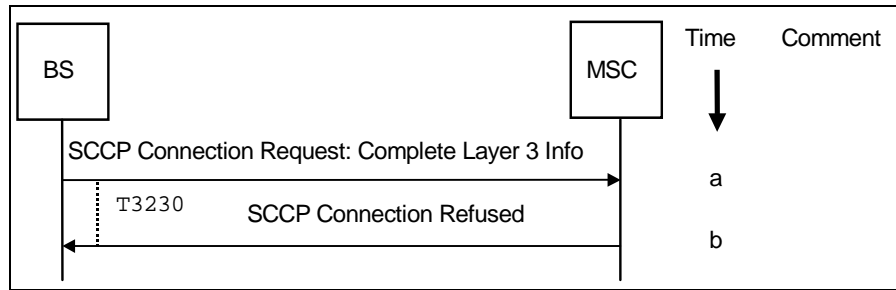 Time Comment
BS MSC
SCCP Connection Request: Complete Layer 3 Info
a
T3230 SCCP Connection Refused
b